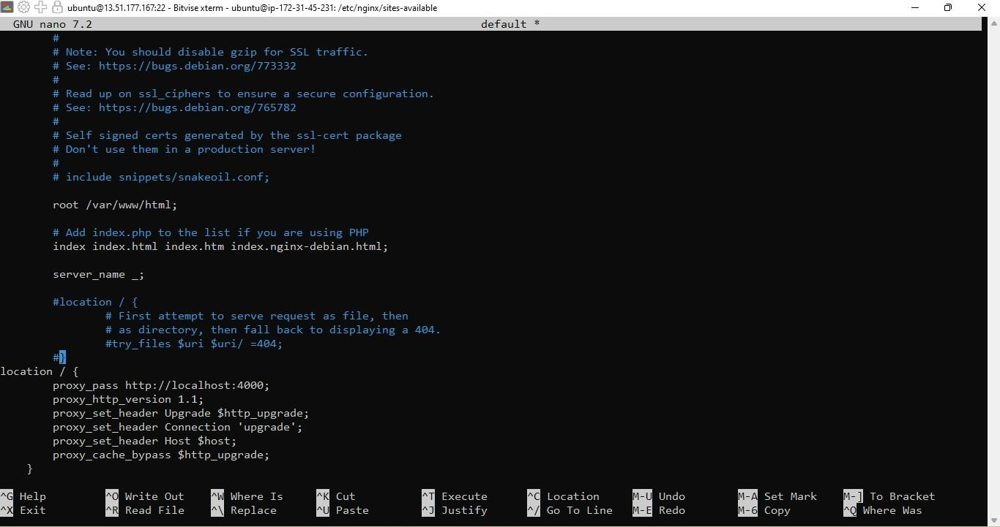 ubuntu@13.51.177.167:22 - Bitvise xterm - ubuntu@ip-172-31-45-231: /etc/nginx/sites-available
GNU nano 7.2 default *
#
# Note: You should disable gzip for SSL traffic.
# See: https://bugs.debian.org/773332
#
# Read up on ssl_ciphers to ensure a secure configuration.
# See: https://bugs.debian.org/765782
#
# Self signed certs generated by the ssl-cert package
# Don't use them in a production server!
#
# include snippets/snakeoil.conf;
root /var/www/html;
# Add index.php to the list if you are using PHP
index index.html index.htm index.nginx-debian.html;
server_name _;
#location / {
# First attempt to serve request as file, then
# as directory, then fall back to displaying a 404.
#try_files $uri $uri/ =404;
#}
location / {
proxy_pass http://localhost:4000;
proxy_http_version 1.1;
proxy_set_header Upgrade $http_upgrade;
proxy_set_header Connection 'upgrade';
proxy_set_header Host $host;
proxy_cache_bypass $http_upgrade;
}
^G Help ^O Write Out ^W Where Is ^K Cut ^T Execute ^C Location M-U Undo M-A Set Mark M-] To Bracket
^X Exit ^R Read File ^\ Replace ^U Paste ^J Justify ^/ Go To Line M-E Redo M-6 Copy ^Q Where Was